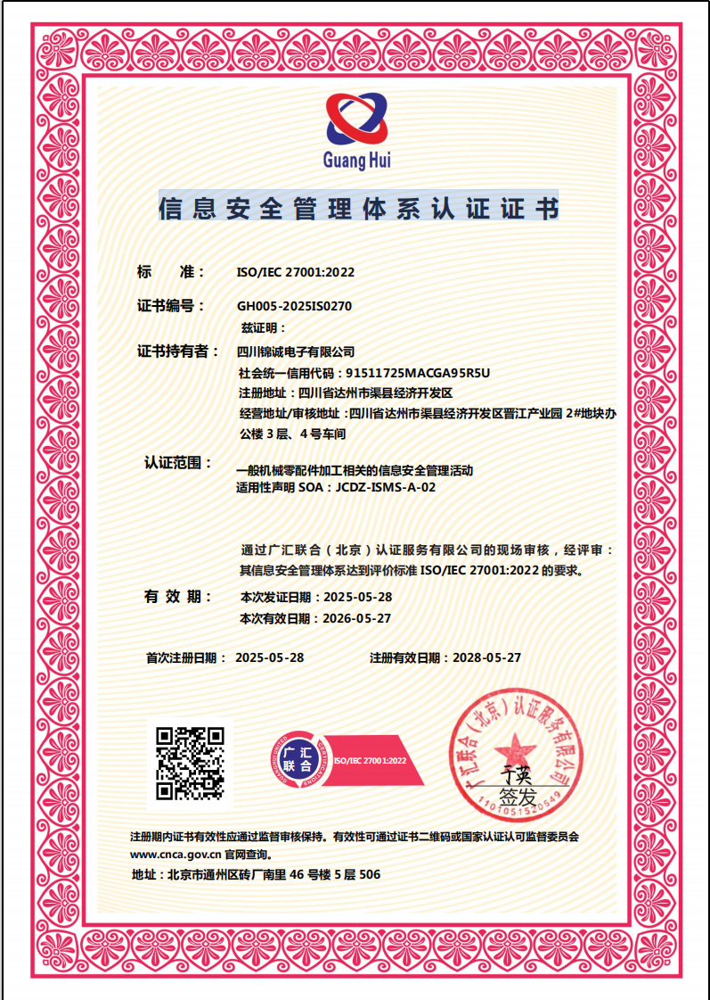 Guang Hui
信息安全管理体系认证证书
标 准： ISO/IEC 27001:2022
证书编号： GH005-2025IS0270
兹证明：
证书持有者： 四川锦诚电子有限公司
社会统一信用代码：91511725MACGA95R5U
注册地址：四川省达州市渠县经济开发区
经营地址/审核地址：四川省达州市渠县经济开发区晋江产业园 2#地块办
公楼 3 层、4 号车间
认证范围： 一般机械零配件加工相关的信息安全管理活动
适用性声明 SOA：JCDZ-ISMS-A-02
通过广汇联合（北京）认证服务有限公司的现场审核，经评审：
其信息安全管理体系达到评价标准 ISO/IEC 27001:2022 的要求。
有 效 期： 本次发证日期：2025-05-28
本次有效日期：2026-05-27
首次注册日期： 2025-05-28 注册有效日期：2028-05-27
广汇
联合
GUANGHUI UNITED CERTIFICATIONS
ISO/IEC 27001:2022
广汇联合（北京）认证服务有限公司
于英
签发
1101051520549
注册期内证书有效性应通过监督审核保持。有效性可通过证书二维码或国家认证认可监督委员会
www.cnca.gov.cn 官网查询。
地址：北京市通州区砖厂南里 46 号楼 5 层 506